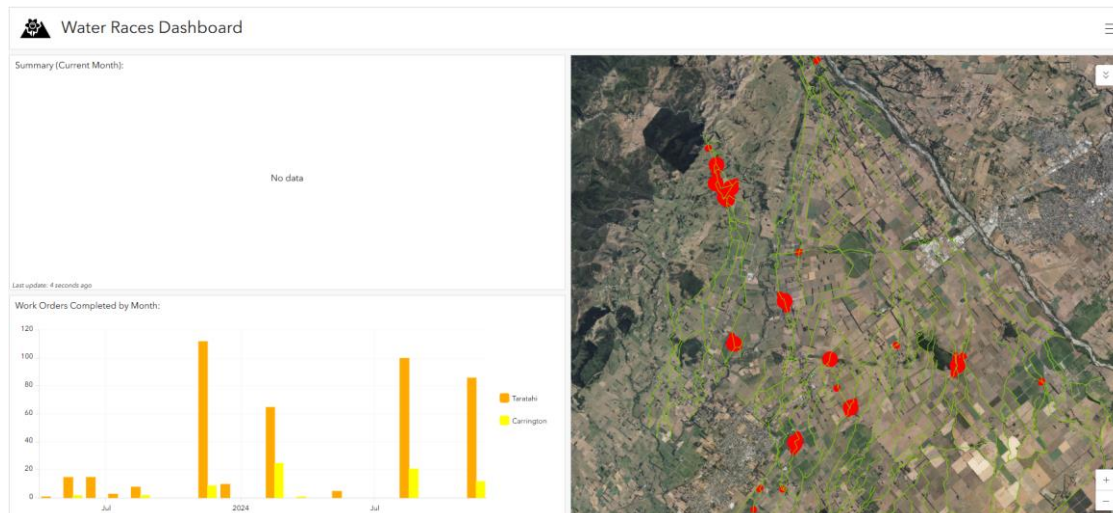 Water Races Dashboard
Summary (Current Month):
No data
Last update: 4 seconds ago
Work Orders Completed by Month:
120
100
80
60
40
20
0
Jul
2024
Jul
Taratahi
Carrington
+
−